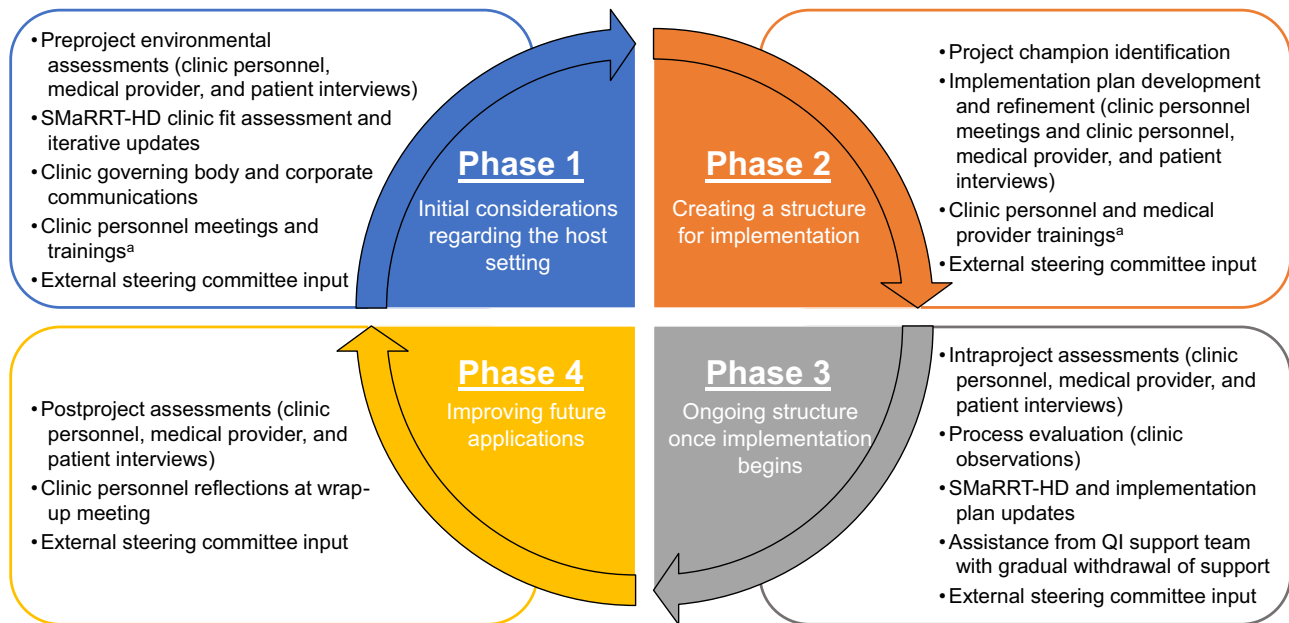 • Preproject environmental
assessments (clinic personnel,
medical provider, and patient interviews)
• SMaRRT-HD clinic fit assessment and
iterative updates
• Clinic governing body and corporate
communications
• Clinic personnel meetings and
trainingsᵃ
• External steering committee input
Phase 1
Initial considerations
regarding the host
setting
Phase 2
Creating a structure
for implementation
• Project champion identification
• Implementation plan development
and refinement (clinic personnel
meetings and clinic personnel,
medical provider, and patient
interviews)
• Clinic personnel and medical
provider trainingsᵃ
• External steering committee input
• Postproject assessments (clinic
personnel, medical provider, and
patient interviews)
• Clinic personnel reflections at wrap-
up meeting
• External steering committee input
Phase 4
Improving future
applications
Phase 3
Ongoing structure
once implementation
begins
• Intraproject assessments (clinic
personnel, medical provider, and
patient interviews)
• Process evaluation (clinic
observations)
• SMaRRT-HD and implementation
plan updates
• Assistance from QI support team
with gradual withdrawal of support
• External steering committee input